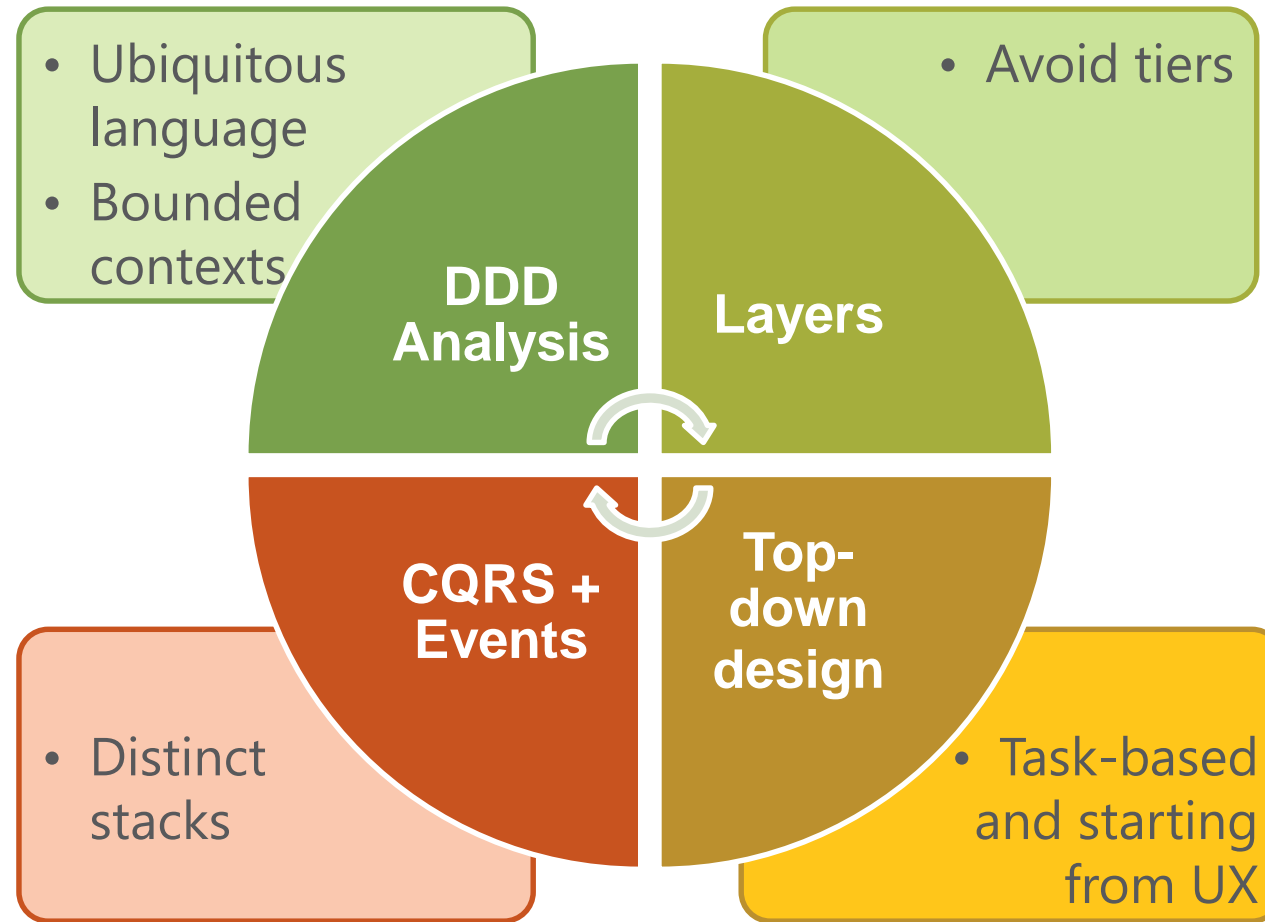 • Ubiquitous
language
• Bounded
contexts
• Avoid tiers
DDD
Analysis
Layers
CQRS +
Events
Top-
down
design
• Distinct
stacks
• Task-based
and starting
from UX